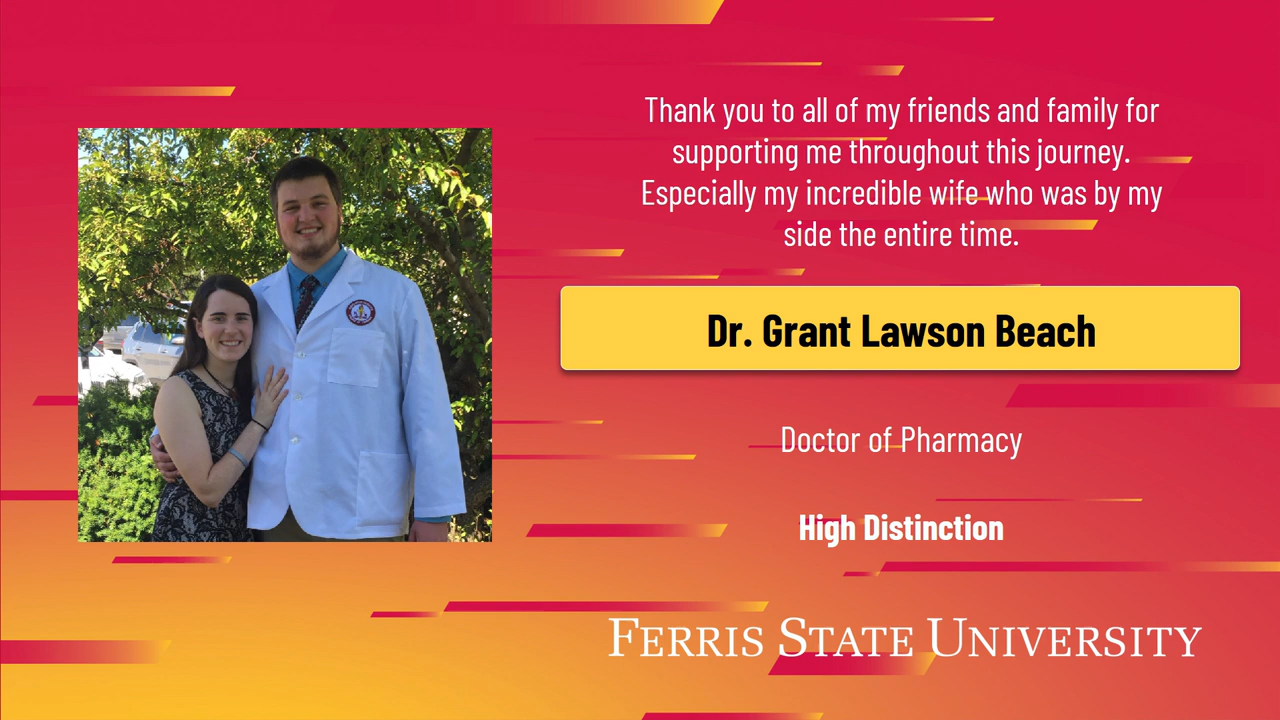 Thank you to all of my friends and family for
supporting me throughout this journey.
Especially my incredible wife who was by my
side the entire time.
Dr. Grant Lawson Beach
Doctor of Pharmacy
High Distinction
FERRIS STATE UNIVERSITY